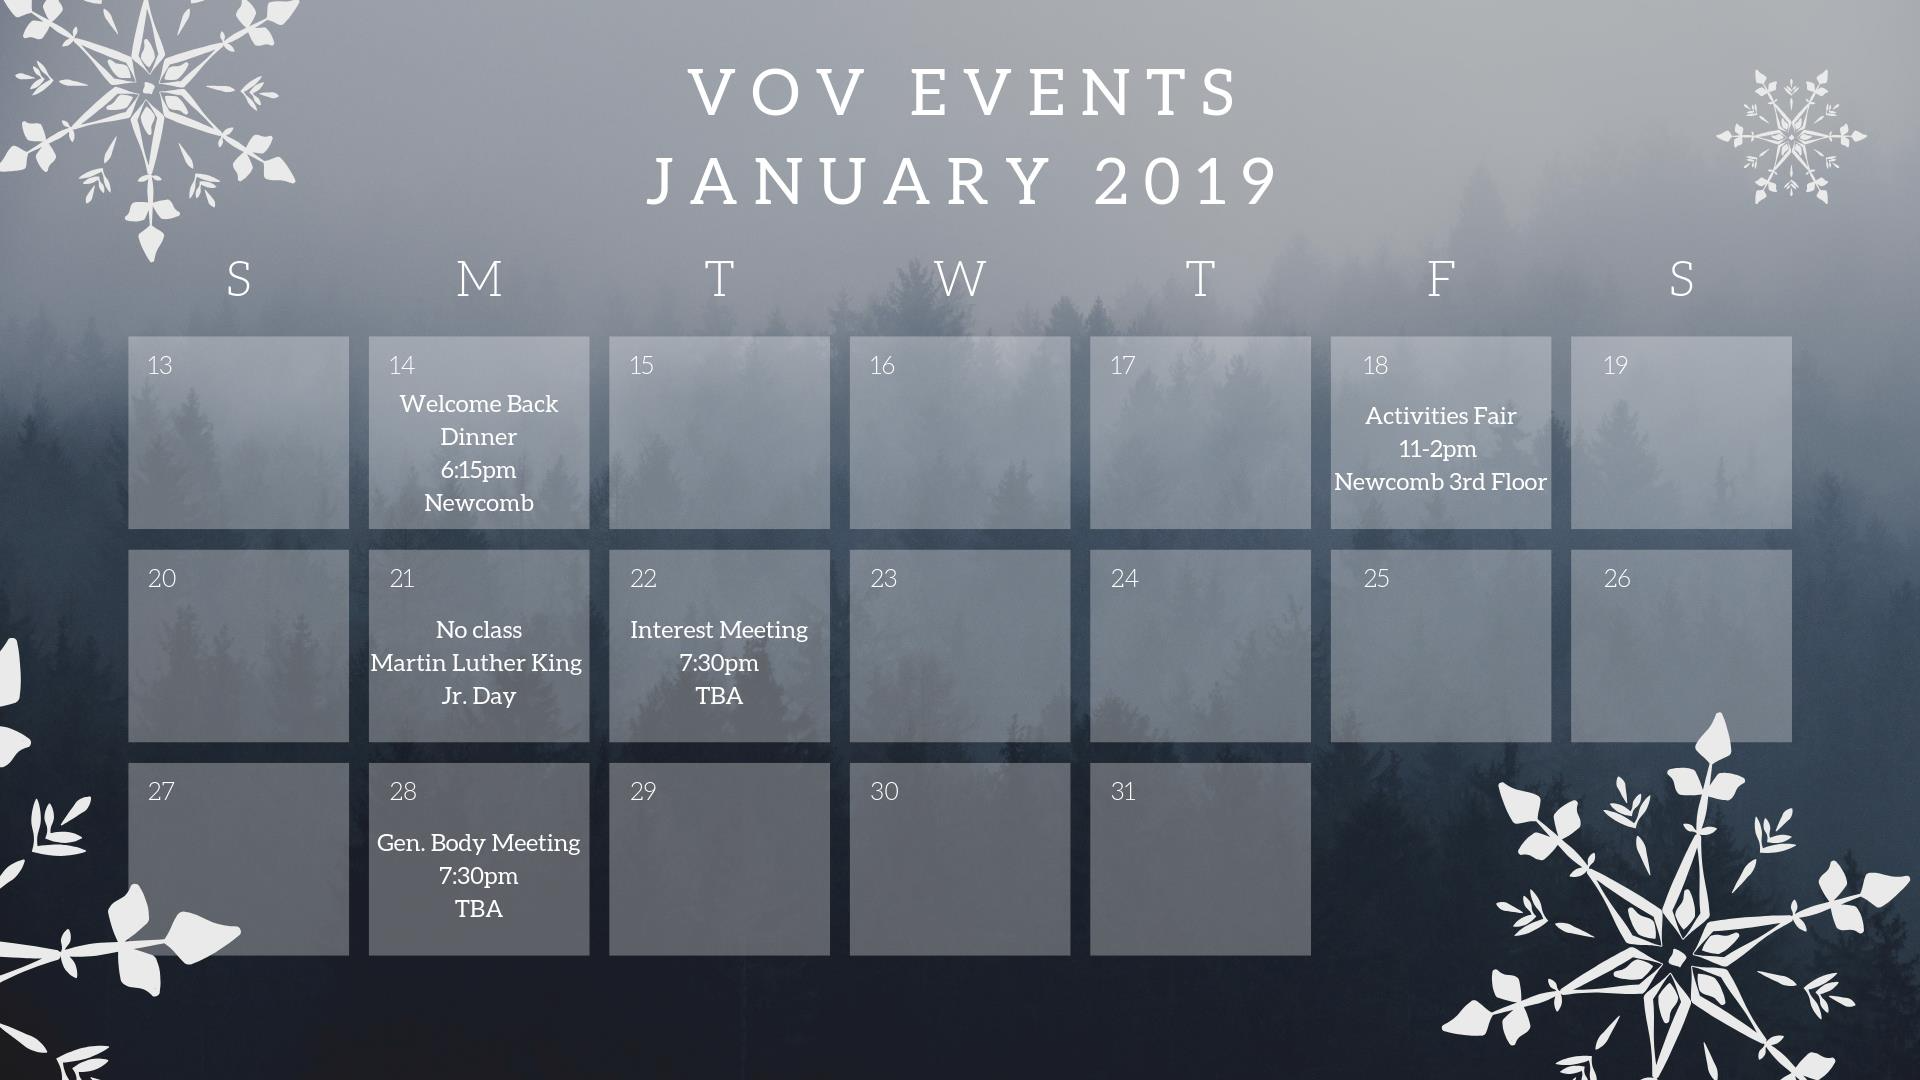 VOV EVENTS
JANUARY 2019
S M T W T F S
13
14
Welcome Back
Dinner
6:15pm
Newcomb
15
16
17
18
Activities Fair
11-2pm
Newcomb 3rd Floor
19
20
21
No class
Martin Luther King
Jr. Day
22
Interest Meeting
7:30pm
TBA
23
24
25
26
27
28
Gen. Body Meeting
7:30pm
TBA
29
30
31